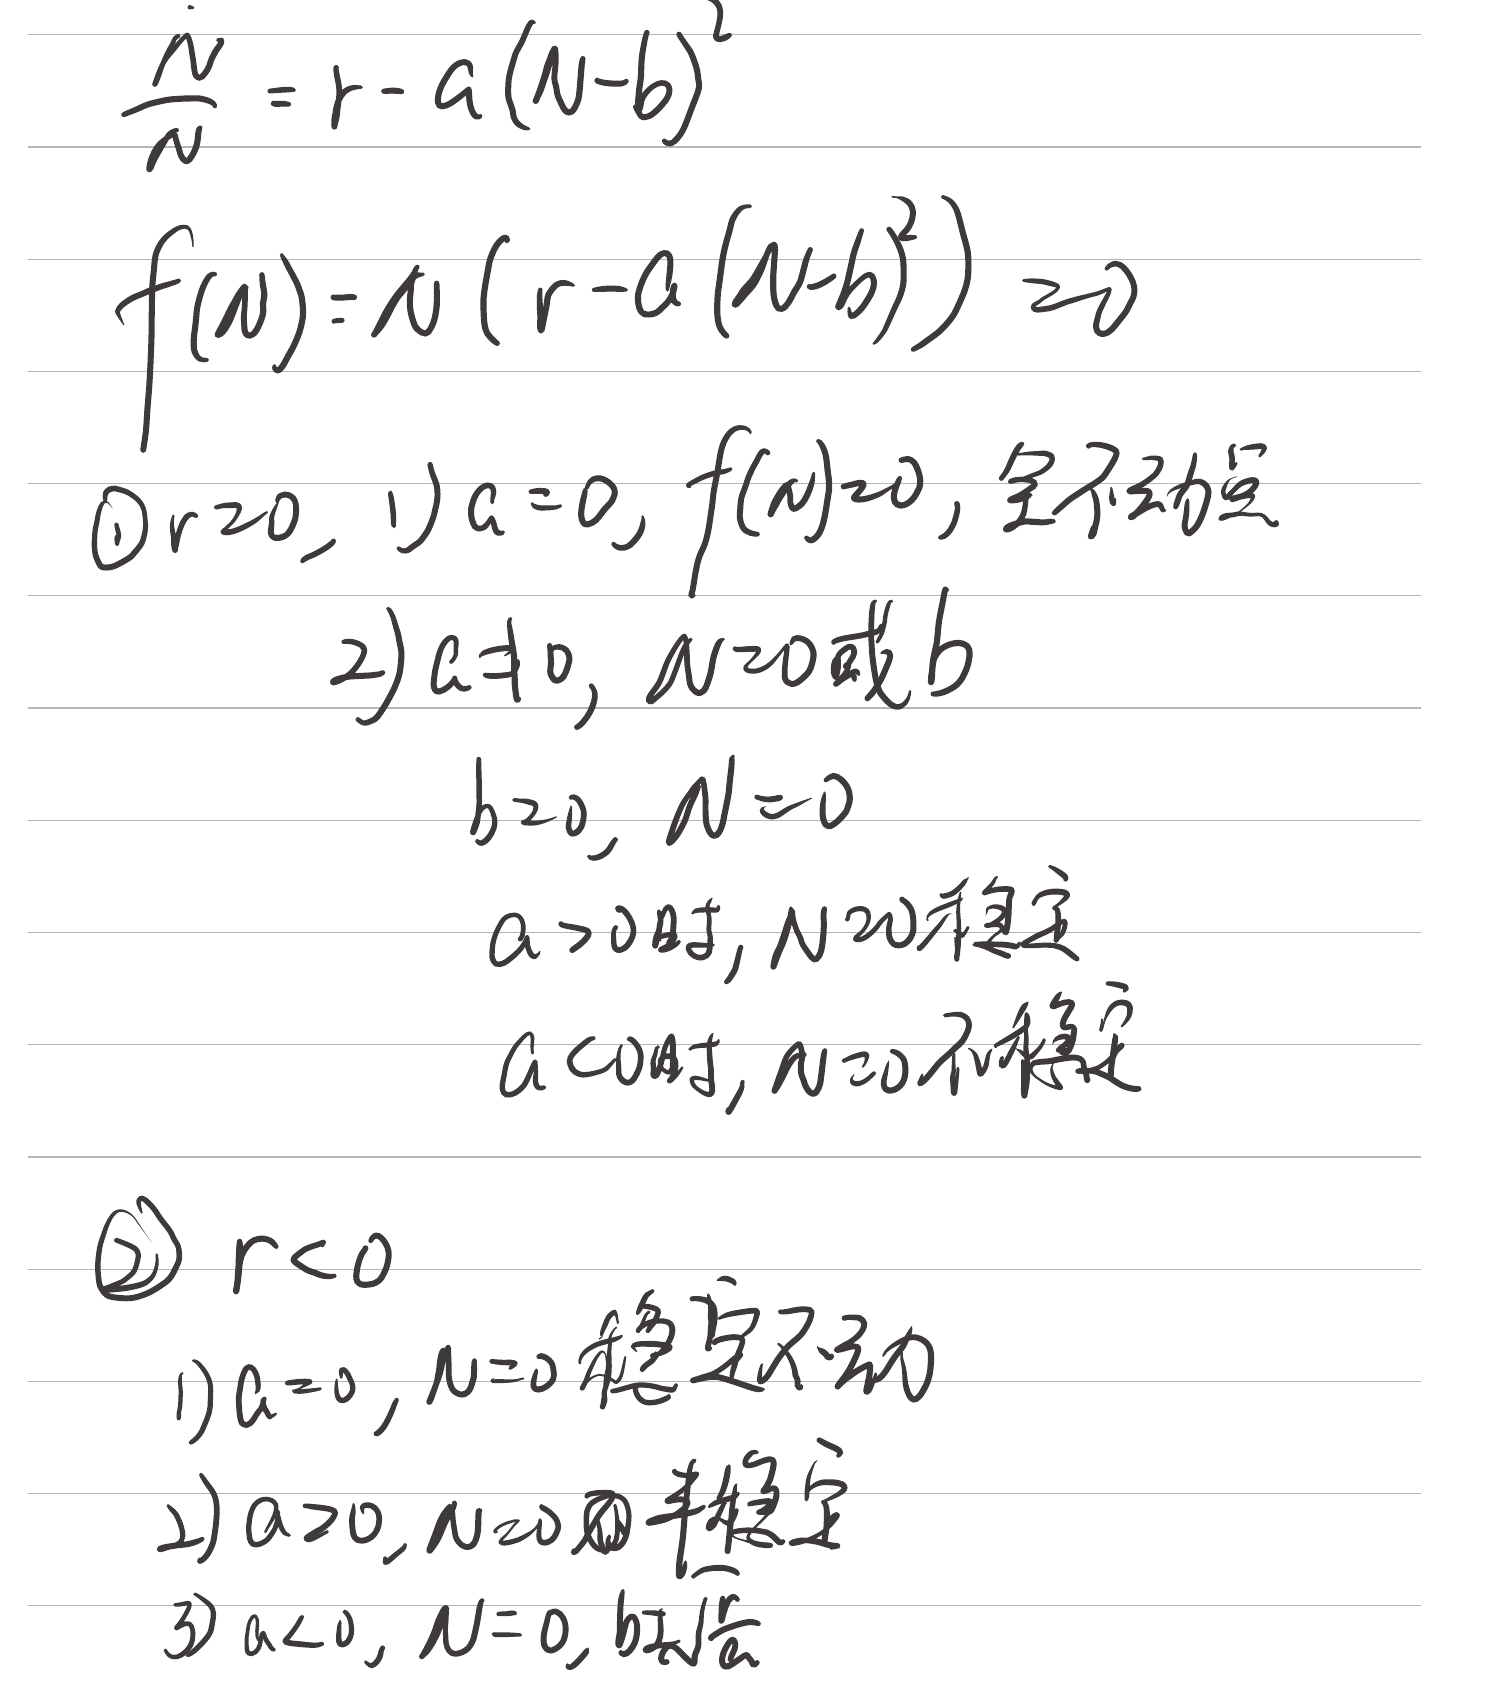 Ṅ/N = r - a(N-b)²
f(N) = N(r-a(N-b)²) = 0
① r=0, 1) a=0, f(N)=0, 全不动点
2) a≠0, N=0或b
b=0, N=0
a>0时, N=0稳定
a<0时, N=0不稳定
② r<0
1) a=0, N=0稳定不动
2) a>0, N=0 半稳定
3) a<0, N=0, b±√(r/a)